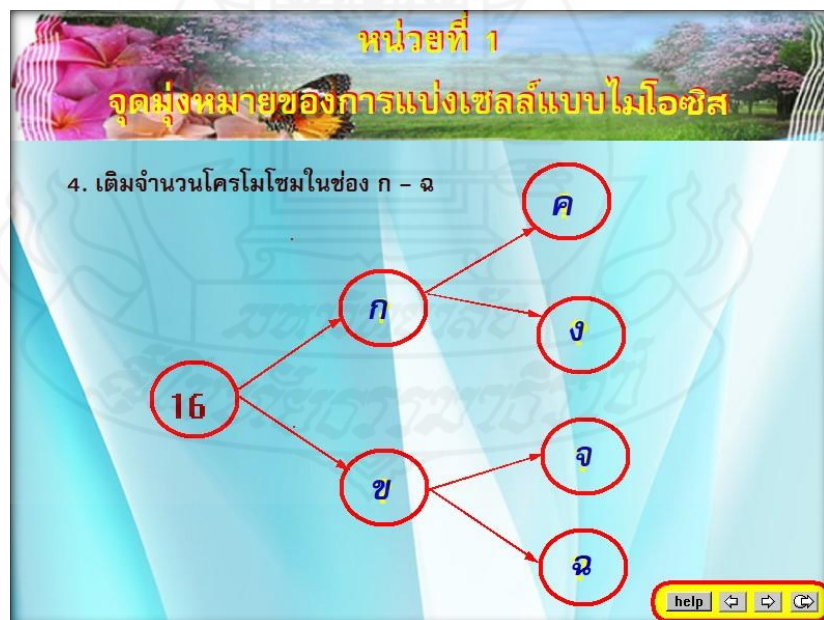 หน่วยที่ 1
จุดมุ่งหมายของการแบ่งเซลล์แบบไมโอซิส
4. เติมจำนวนโครโมโซมในช่อง ก - ฉ
ค
ก
ง
16
จ
ข
ฉ
help